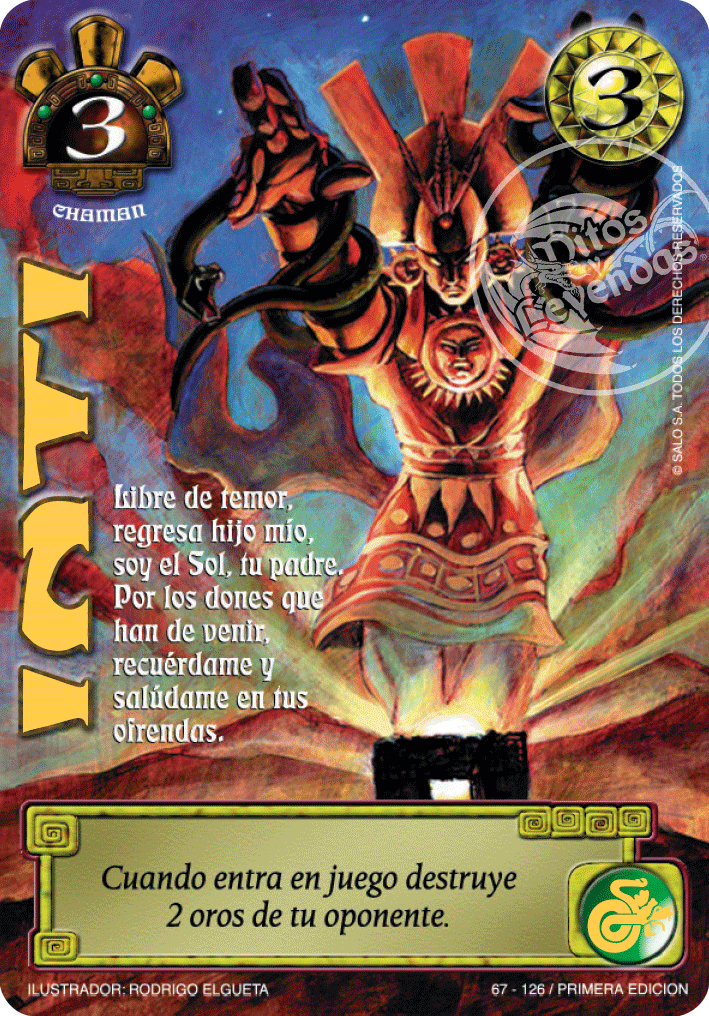 3
3
CHAMAN
INTI
Mitos
y
Leyendas
®
© SALO S.A. TODOS LOS DERECHOS RESERVADOS
Libre de temor,
regresa hijo mío,
soy el Sol, tu padre.
Por los dones que
han de venir,
recuérdame y
salúdame en tus
ofrendas.
Cuando entra en juego destruye
2 oros de tu oponente.
ILUSTRADOR: RODRIGO ELGUETA
67 - 126 / PRIMERA EDICION